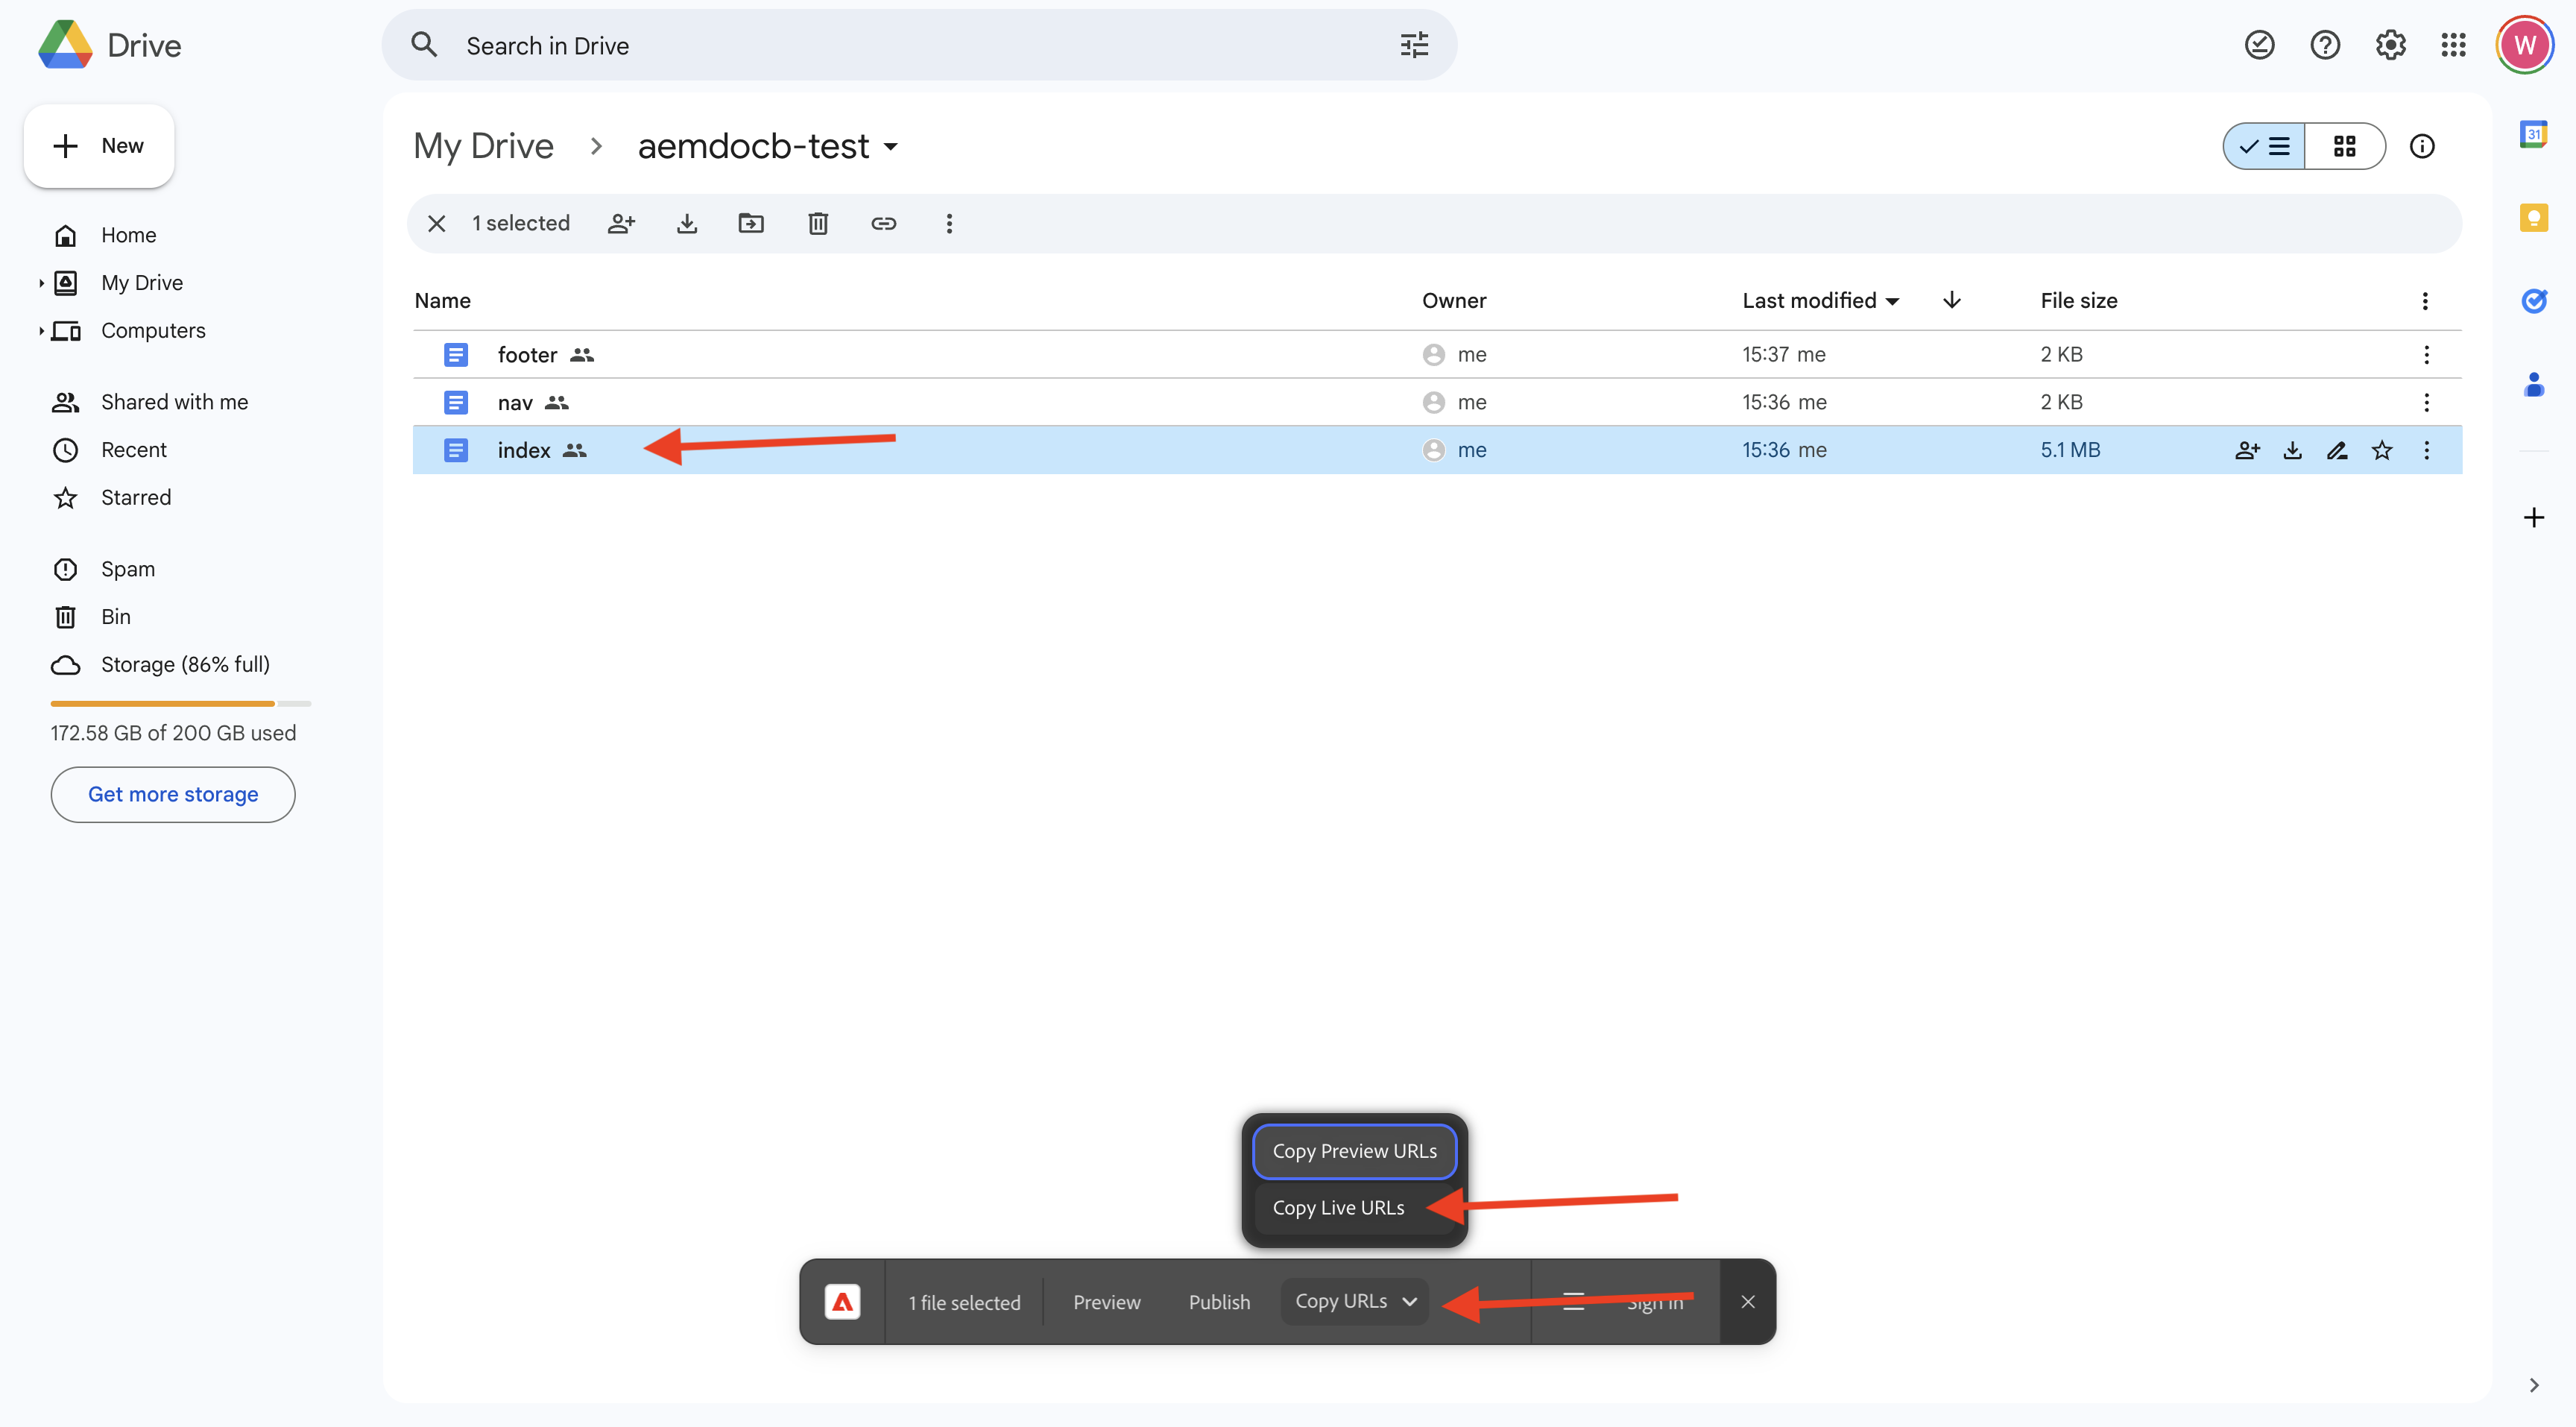 Drive
Search in Drive
W
New
My Drive
aemdocb-test
31
1 selected
Home
My Drive
Computers
Shared with me
Recent
Starred
Spam
Bin
Storage (86% full)
172.58 GB of 200 GB used
Get more storage
Name Owner Last modified File size
footer me 15:37 me 2 KB
nav me 15:36 me 2 KB
index me 15:36 me 5.1 MB
Copy Preview URLs
Copy Live URLs
1 file selected Preview Publish Copy URLs Sign In